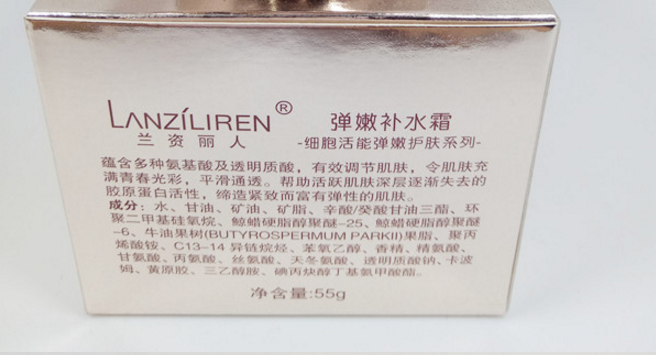 LANZÍLIREN®
兰资丽人
弹嫩补水霜
-细胞活能弹嫩护肤系列-
蕴含多种氨基酸及透明质酸，有效调节肌肤，令肌肤充
满青春光彩，平滑通透。帮助活跃肌肤深层逐渐失去的
胶原蛋白活性，缔造紧致而富有弹性的肌肤。
成分：水、甘油、矿油、矿脂、辛酸/癸酸甘油三酯、环
聚二甲基硅氧烷、鲸蜡硬脂醇聚醚-25、鲸蜡硬脂醇聚醚
-6、牛油果树(BUTYROSPERMUM PARKII)果脂、聚丙
烯酸铵、C13-14 异链烷烃、苯氧乙醇、香精、精氨酸、
甘氨酸、丙氨酸、丝氨酸、天冬氨酸、透明质酸钠、卡波
姆、黄原胶、三乙醇胺、碘丙炔醇丁基氨甲酸酯。
净含量:55g